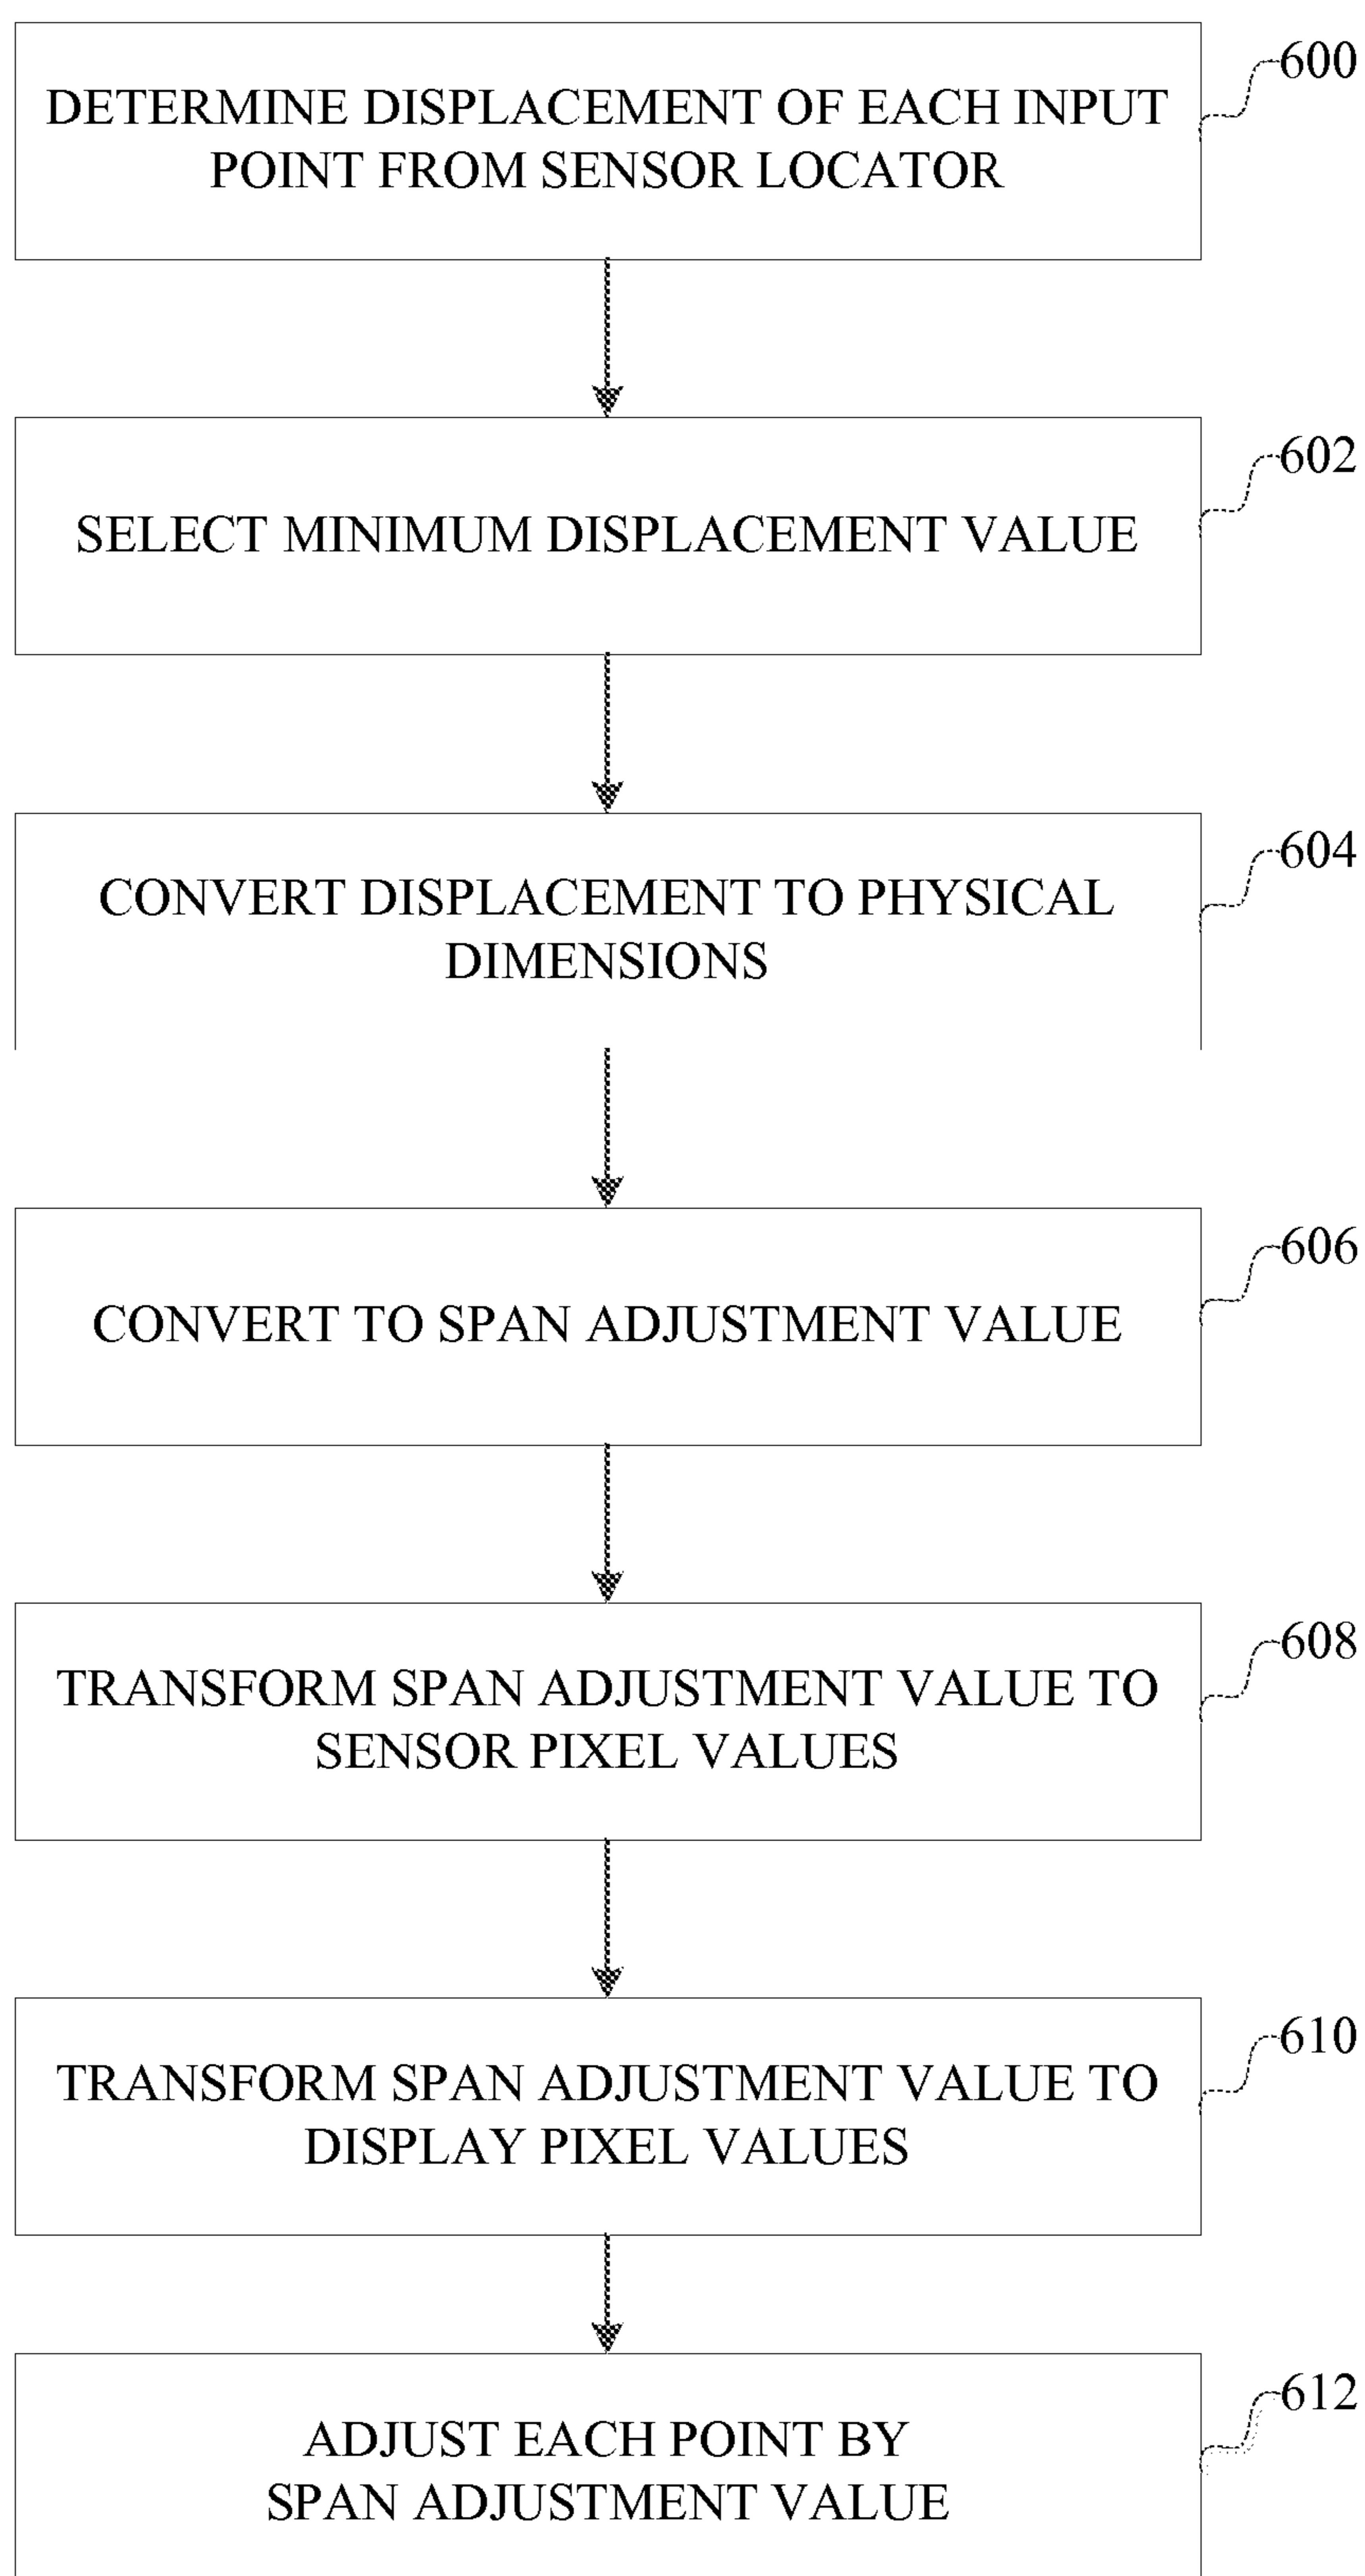 600
DETERMINE DISPLACEMENT OF EACH INPUT
POINT FROM SENSOR LOCATOR
602
SELECT MINIMUM DISPLACEMENT VALUE
604
CONVERT DISPLACEMENT TO PHYSICAL
DIMENSIONS
606
CONVERT TO SPAN ADJUSTMENT VALUE
608
TRANSFORM SPAN ADJUSTMENT VALUE TO
SENSOR PIXEL VALUES
610
TRANSFORM SPAN ADJUSTMENT VALUE TO
DISPLAY PIXEL VALUES
612
ADJUST EACH POINT BY
SPAN ADJUSTMENT VALUE